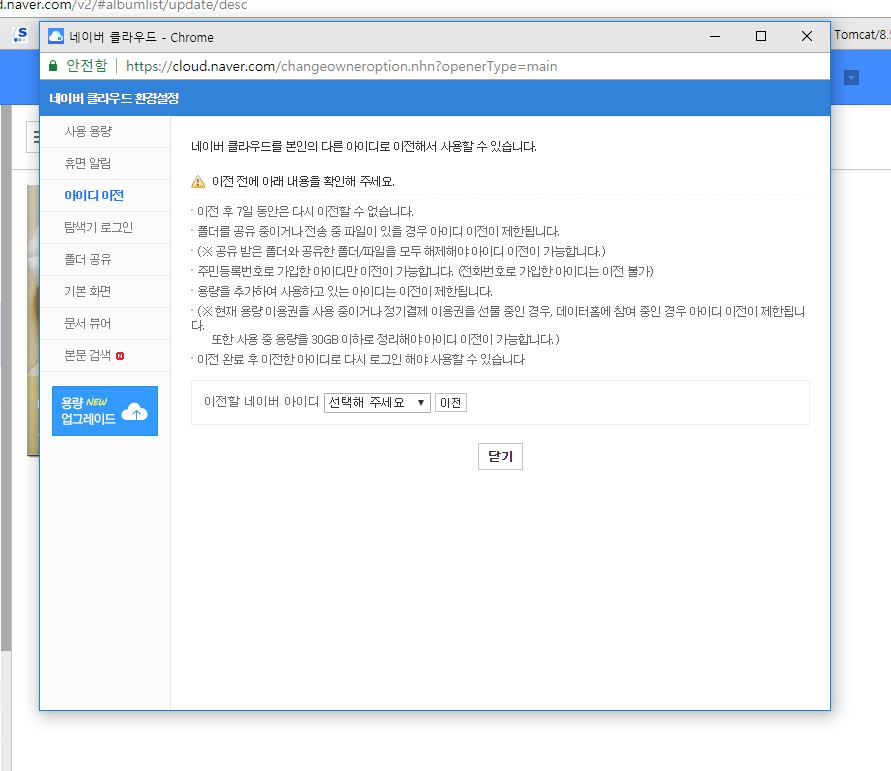 d.naver.com/v2/#albumlist/update/desc
S
네이버 클라우드 - Chrome
Tomcat/8.5
안전함 | https://cloud.naver.com/changeowneroption.nhn?openerType=main
네이버 클라우드 환경설정
사용 용량
휴면 알림
아이디 이전
탐색기 로그인
폴더 공유
기본 화면
문서 뷰어
본문 검색 N
용량 NEW
업그레이드
네이버 클라우드를 본인의 다른 아이디로 이전해서 사용할 수 있습니다.
이전 전에 아래 내용을 확인해 주세요.
· 이전 후 7일 동안은 다시 이전할 수 없습니다.
· 폴더를 공유 중이거나 전송 중 파일이 있을 경우 아이디 이전이 제한됩니다.
· (※ 공유 받은 폴더와 공유한 폴더/파일을 모두 해제해야 아이디 이전이 가능합니다.)
· 주민등록번호로 가입한 아이디만 이전이 가능합니다. (전화번호로 가입한 아이디는 이전 불가)
· 용량을 추가하여 사용하고 있는 아이디는 이전이 제한됩니다.
· (※ 현재 용량 이용권을 사용 중이거나 정기결제 이용권을 선물 중인 경우, 데이터홈에 참여 중인 경우 아이디 이전이 제한됩니
다.
또한 사용 중 용량을 30GB 이하로 정리해야 아이디 이전이 가능합니다.)
· 이전 완료 후 이전한 아이디로 다시 로그인 해야 사용할 수 있습니다
이전할 네이버 아이디 선택해 주세요 ▼ 이전
닫기